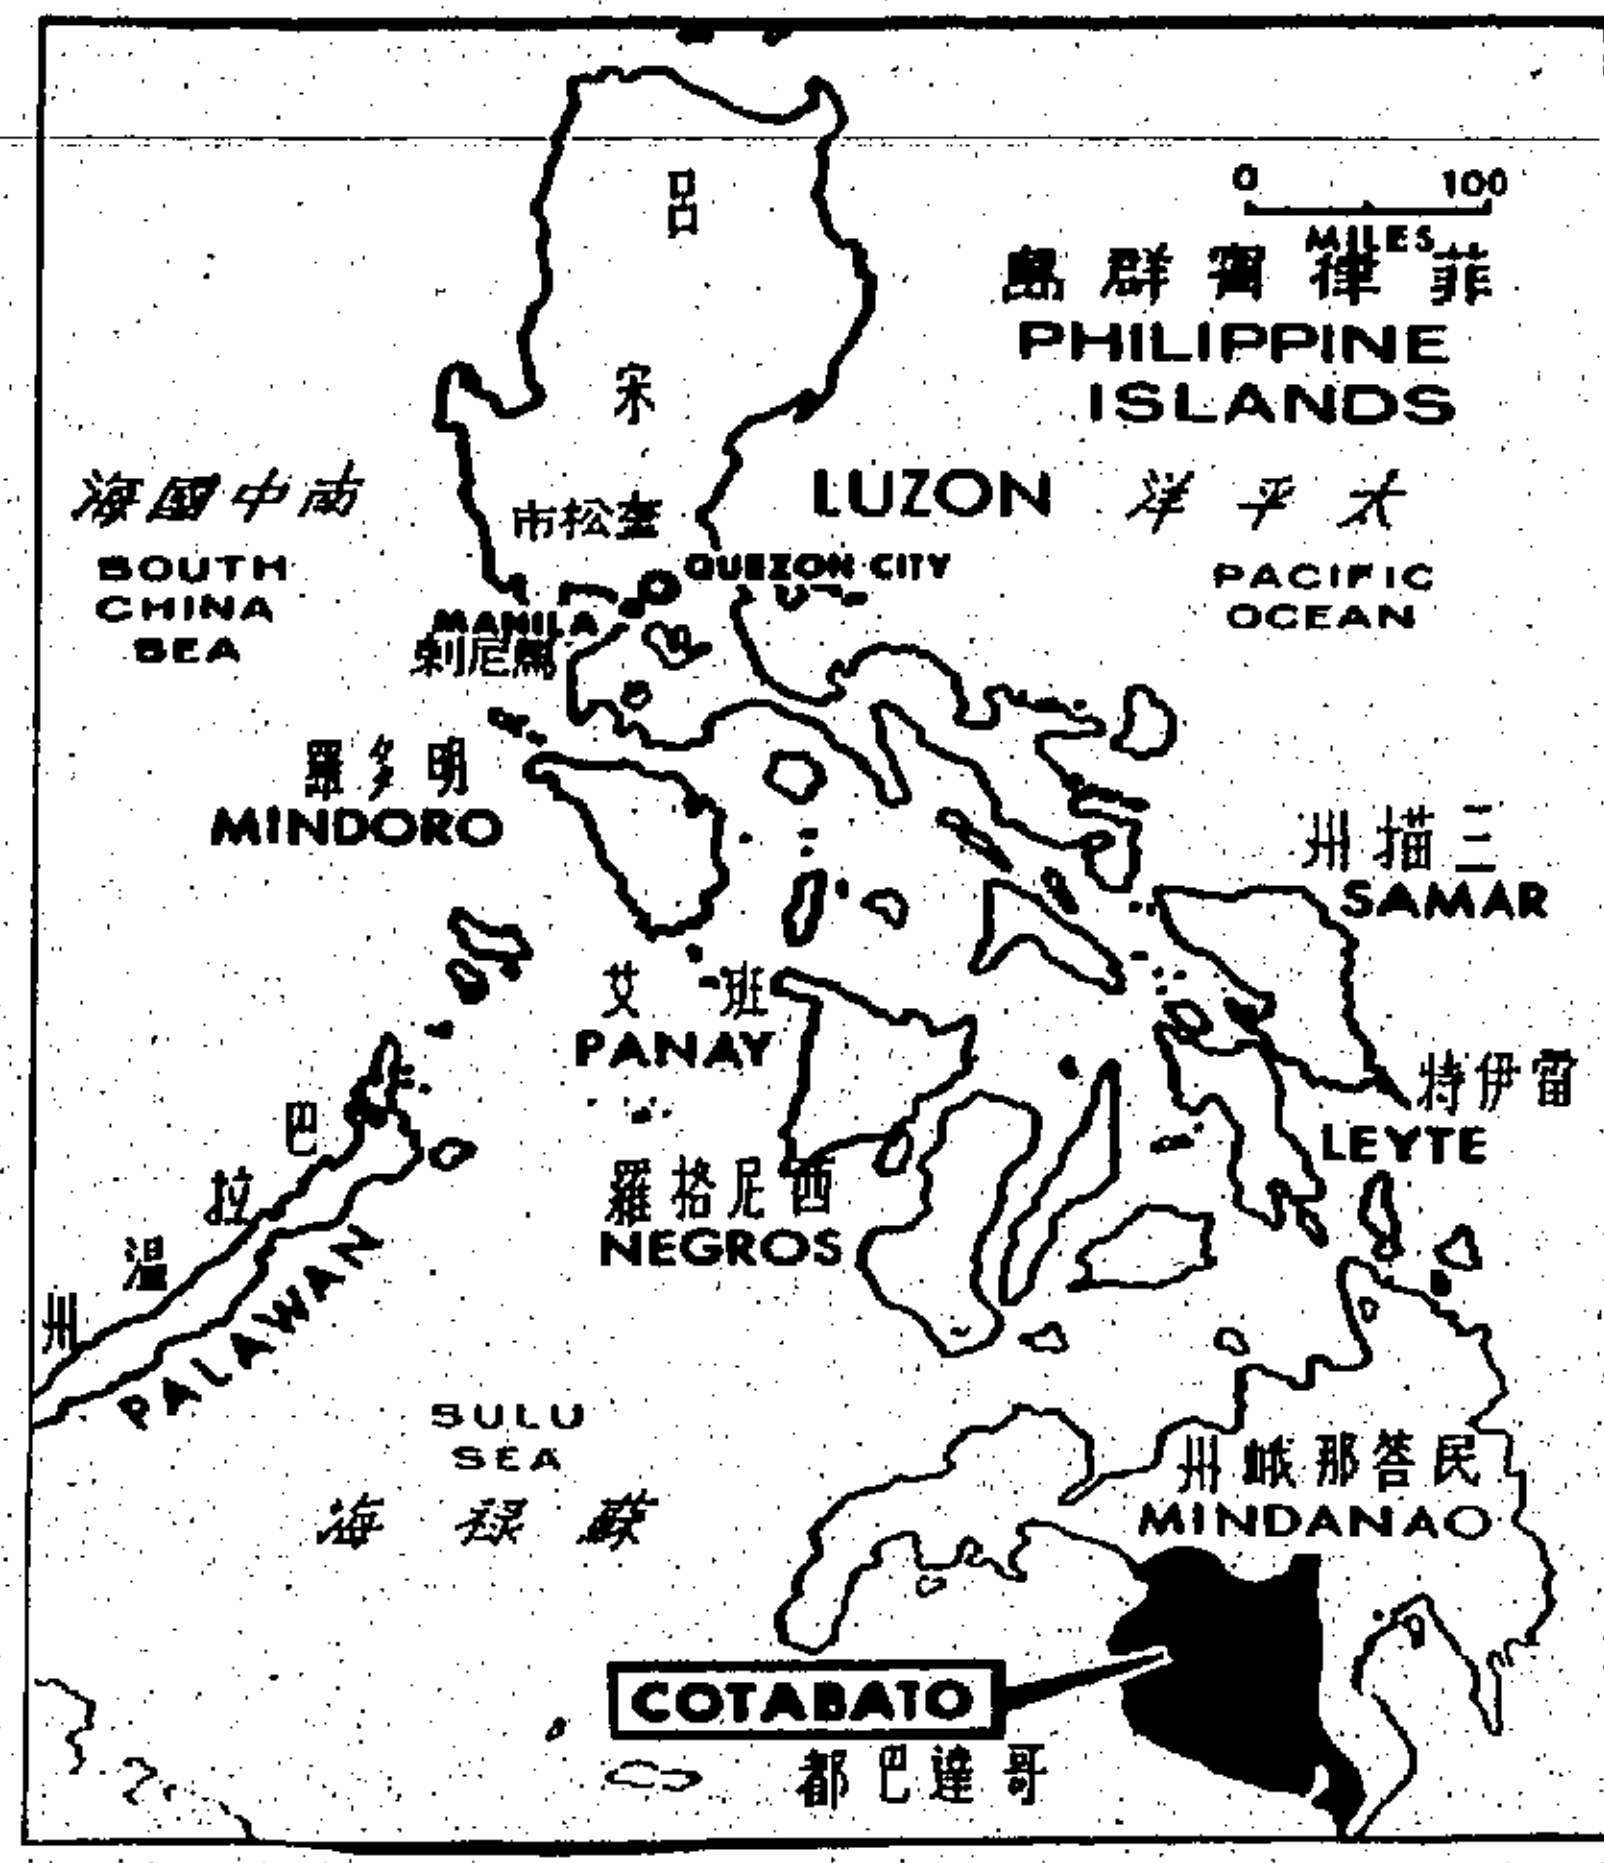 0 100
MILES
呂
菲律賓群島
PHILIPPINE
ISLANDS
宋
LUZON
太平洋
南中國海
奎松市
SOUTH
CHINA
SEA
QUEZON CITY
PACIFIC
OCEAN
MANILA
馬尼剌
明多羅
MINDORO
三描州
SAMAR
班艾
PANAY
雷伊特
LEYTE
巴拉温州
PALAWAN
西尼格羅
NEGROS
SULU
SEA
蘇禄海
民答那峨州
MINDANAO
COTABATO
哥達巴都